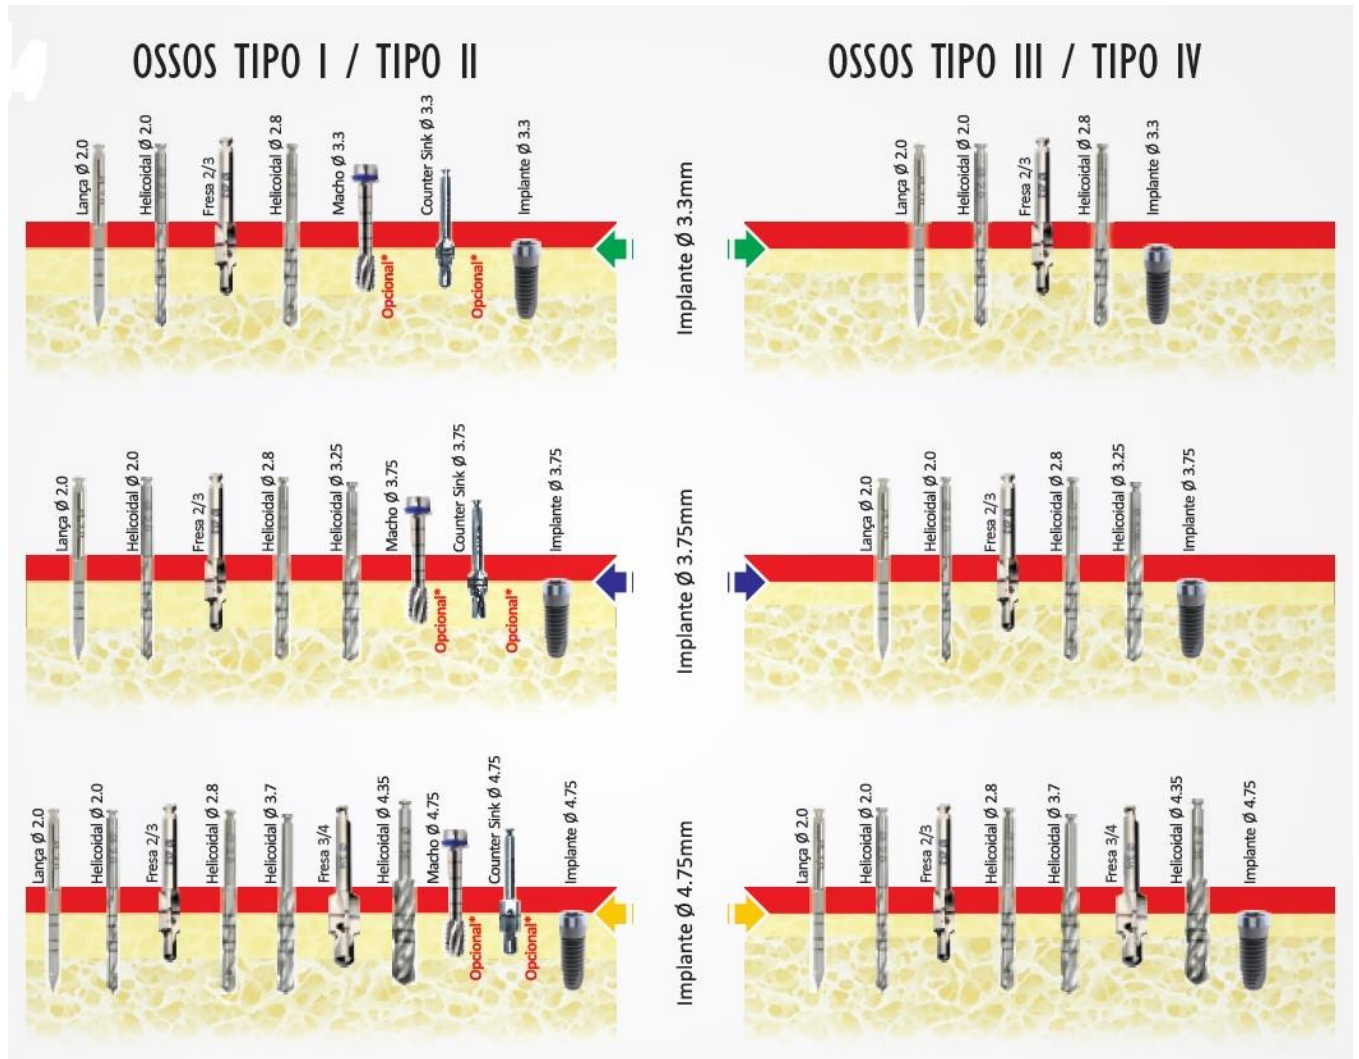 OSSOS TIPO I / TIPO II
OSSOS TIPO III / TIPO IV
Lança Ø 2.0
Helicoidal Ø 2.0
Fresa 2/3
Helicoidal Ø 2.8
Macho Ø 3.3
Opcional*
Counter Sink Ø 3.3
Opcional*
Implante Ø 3.3
Implante Ø 3.3mm
Lança Ø 2.0
Helicoidal Ø 2.0
Fresa 2/3
Helicoidal Ø 2.8
Implante Ø 3.3
Lança Ø 2.0
Helicoidal Ø 2.0
Fresa 2/3
Helicoidal Ø 2.8
Helicoidal Ø 3.25
Macho Ø 3.75
Opcional*
Counter Sink Ø 3.75
Opcional*
Implante Ø 3.75
Implante Ø 3.75mm
Lança Ø 2.0
Helicoidal Ø 2.0
Fresa 2/3
Helicoidal Ø 2.8
Helicoidal Ø 3.25
Implante Ø 3.75
Lança Ø 2.0
Helicoidal Ø 2.0
Fresa 2/3
Helicoidal Ø 2.8
Helicoidal Ø 3.7
Fresa 3/4
Helicoidal Ø 4.35
Macho Ø 4.75
Opcional*
Counter Sink Ø 4.75
Opcional*
Implante Ø 4.75
Implante Ø 4.75mm
Lança Ø 2.0
Helicoidal Ø 2.0
Fresa 2/3
Helicoidal Ø 2.8
Helicoidal Ø 3.7
Fresa 3/4
Helicoidal Ø 4.35
Implante Ø 4.75